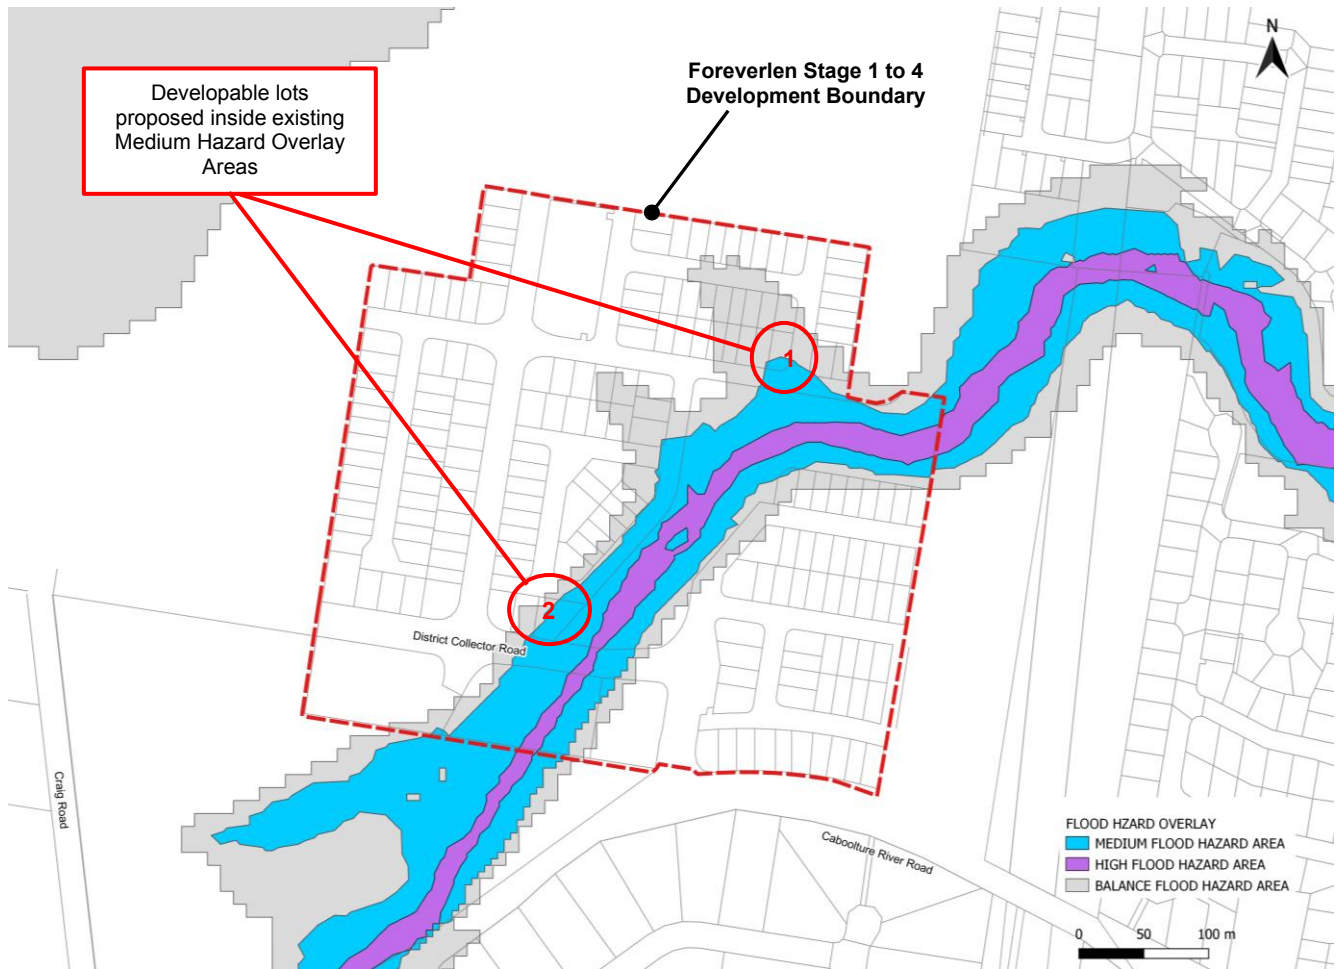 N
Foreverlen Stage 1 to 4
Development Boundary
Developable lots
proposed inside existing
Medium Hazard Overlay
Areas
1
2
District Collector Road
Craig Road
Caboolture River Road
FLOOD HZARD OVERLAY
MEDIUM FLOOD HAZARD AREA
HIGH FLOOD HAZARD AREA
BALANCE FLOOD HAZARD AREA
0 50 100 m